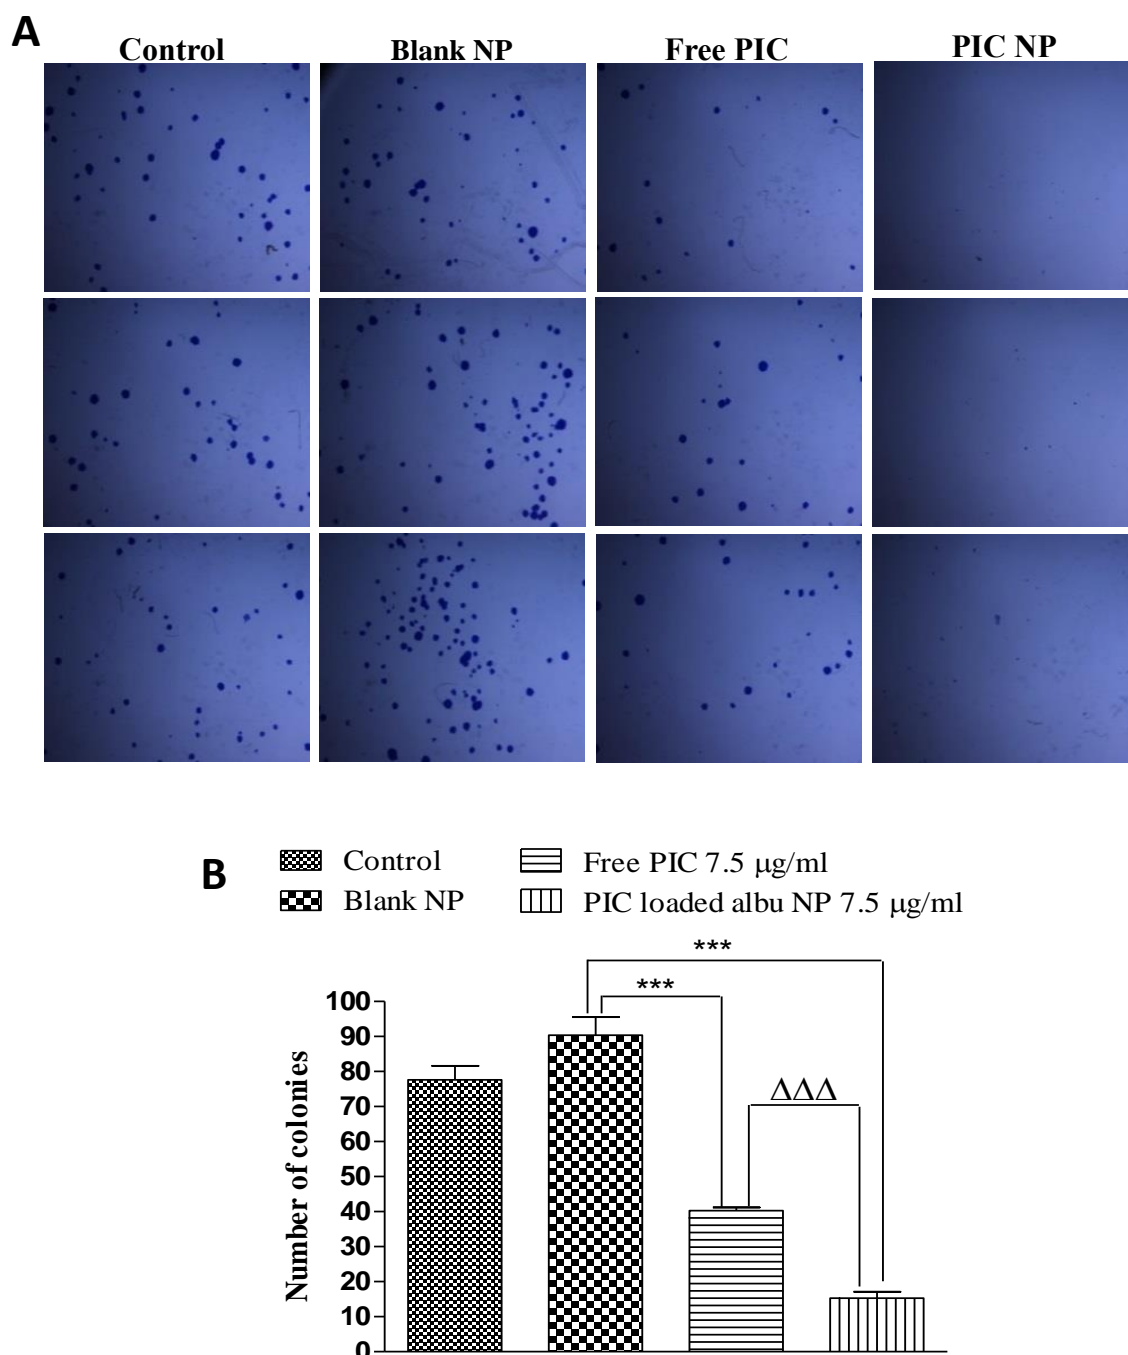 A
Control Blank NP Free PIC PIC NP
B
Control Free PIC 7.5 μg/ml
Blank NP PIC loaded albu NP 7.5 μg/ml
***
***
ΔΔΔ
Number of colonies
100
90
80
70
60
50
40
30
20
10
0